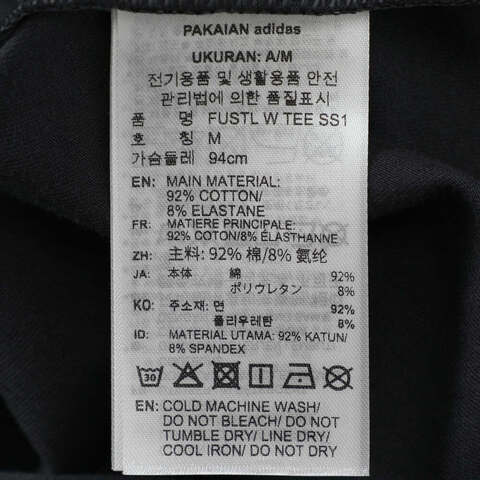 PAKAIAN adidas
UKURAN: A/M
전기용품 및 생활용품 안전
관리법에 의한 품질표시
품 명 FUSTL W TEE SS1
호 칭 M
가슴둘레 94cm
EN: MAIN MATERIAL:
92% COTTON/
8% ELASTANE
FR: MATIERE PRINCIPALE:
92% COTON/8% ÉLASTHANNE
ZH: 主料: 92% 棉/8% 氨纶
JA: 本体 綿 92%
ポリウレタン 8%
KO: 주소재: 면 92%
폴리우레탄 8%
ID: MATERIAL UTAMA: 92% KATUN/
8% SPANDEX
30
EN: COLD MACHINE WASH/
DO NOT BLEACH/ DO NOT
TUMBLE DRY/ LINE DRY/
COOL IRON/ DO NOT DRY